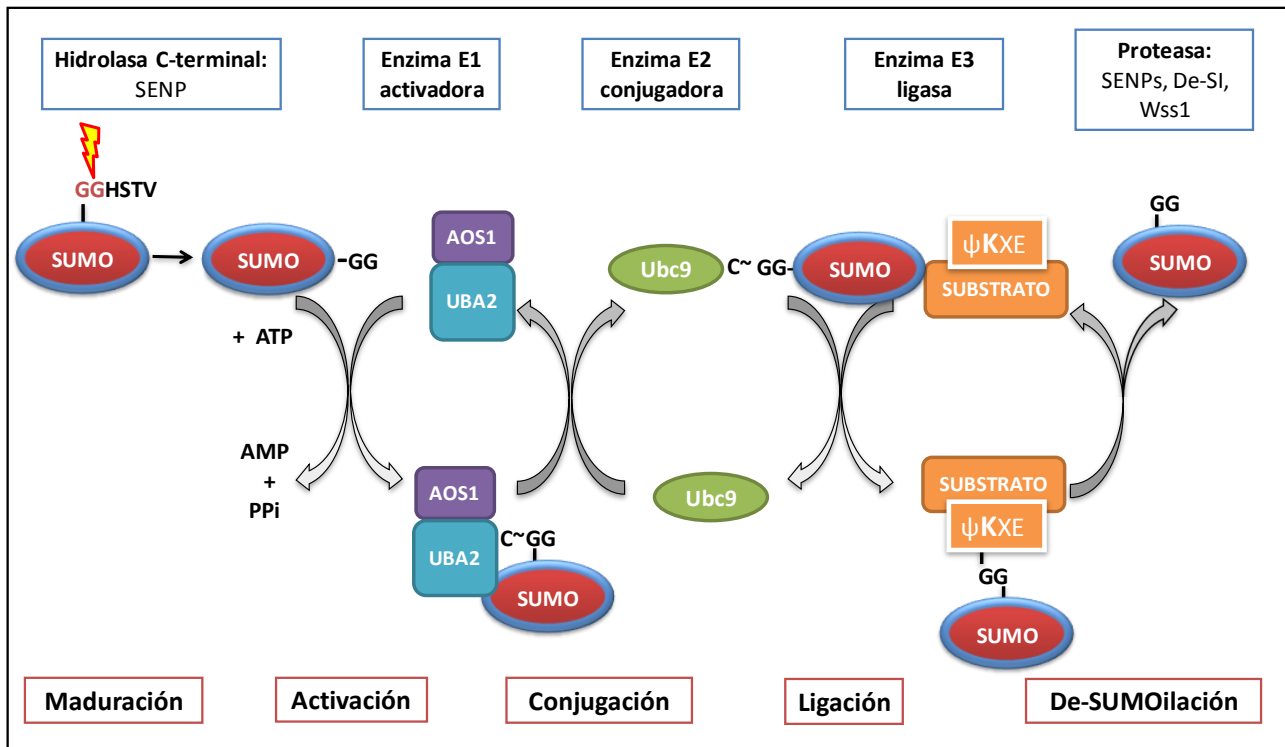 Hidrolasa C-terminal:
SENP
Enzima E1
activadora
Enzima E2
conjugadora
Enzima E3
ligasa
Proteasa:
SENPs, De-SI,
Wss1
GGHSTV
SUMO
SUMO
-GG
+ ATP
AMP
+
PPi
AOS1
UBA2
AOS1
UBA2
C~GG
SUMO
Ubc9
C~ GG-
SUMO
Ubc9
ψKXE
SUBSTRATO
SUBSTRATO
ψKXE
GG
SUMO
GG
SUMO
Maduración
Activación
Conjugación
Ligación
De-SUMOilación